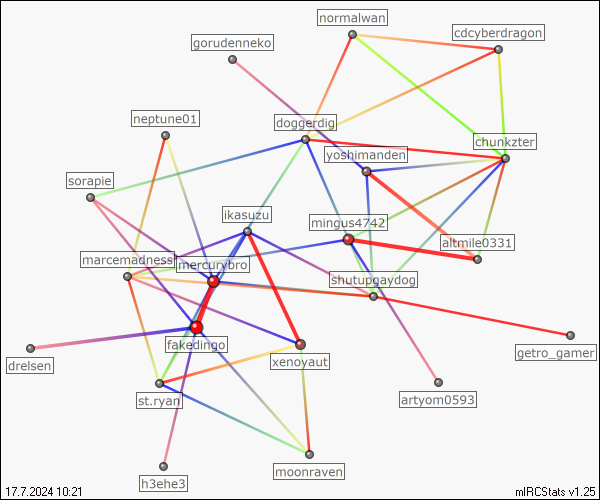 normalwan
cdcyberdragon
gorudenneko
neptune01
doggerdig
chunkzter
yoshimanden
sorapie
ikasuzu
mingus4742
altmile0331
marcemadness
mercurybro
shutupgaydog
fakedingo
getro_gamer
drelsen
xenoyaut
st.ryan
artyom0593
h3ehe3
moonraven
17.7.2024 10:21
mIRCStats v1.25